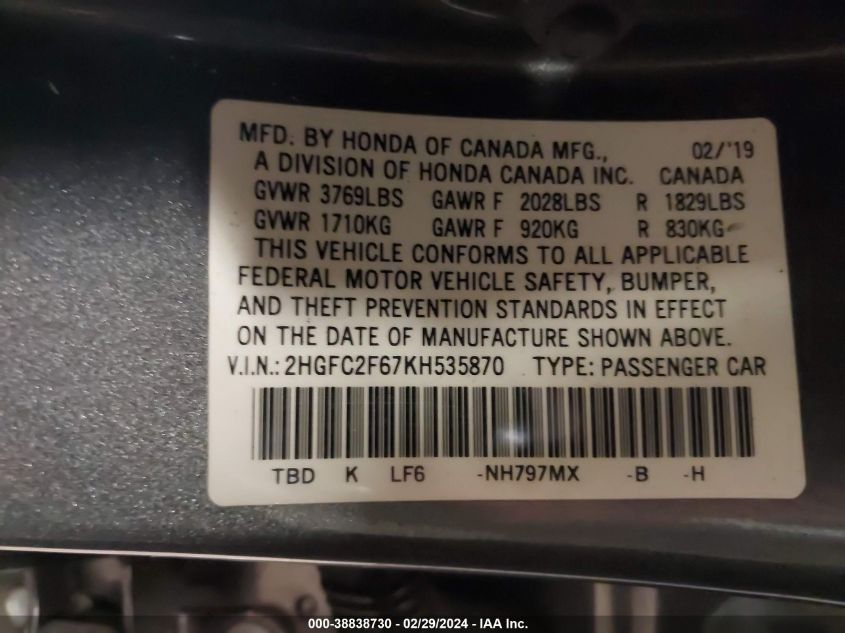 MFD. BY HONDA OF CANADA MFG., 02/'19
A DIVISION OF HONDA CANADA INC. CANADA
GVWR 3769LBS GAWR F 2028LBS R 1829LBS
GVWR 1710KG GAWR F 920KG R 830KG
THIS VEHICLE CONFORMS TO ALL APPLICABLE
FEDERAL MOTOR VEHICLE SAFETY, BUMPER,
AND THEFT PREVENTION STANDARDS IN EFFECT
ON THE DATE OF MANUFACTURE SHOWN ABOVE.
V.I.N.: 2HGFC2F67KH535870 TYPE: PASSENGER CAR
TBD K LF6 -NH797MX -B -H
000-38838730 - 02/29/2024 - IAA Inc.